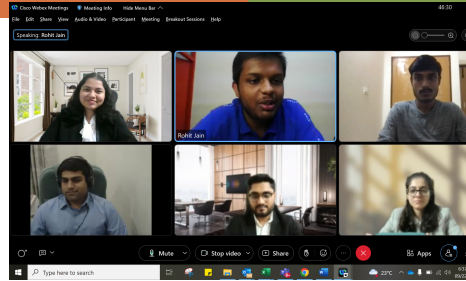 Cisco Webex Meetings Meeting Info Hide Menu Bar 46:30
File Edit Share View Audio & Video Participant Meeting Breakout Sessions Help
Speaking: Rohit Jain
Rohit Jain
Mute Stop video Share Apps
Type here to search 23°C